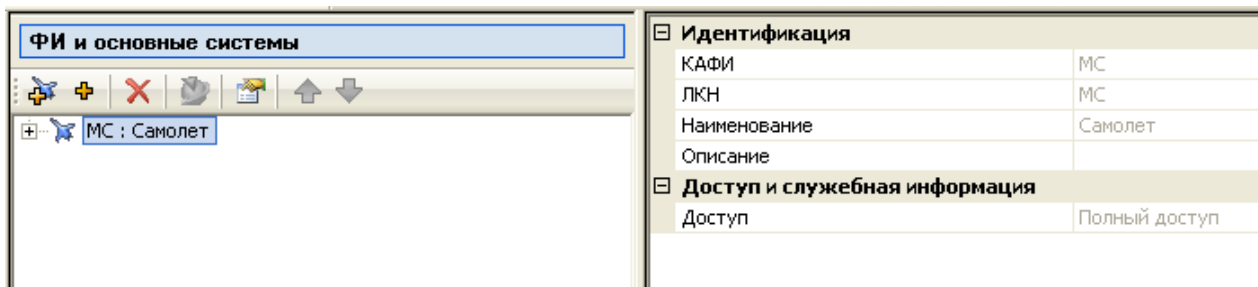 ФИ и основные системы
МС : Самолет
Идентификация
КАФИ МС
ЛКН МС
Наименование Самолет
Описание
Доступ и служебная информация
Доступ Полный доступ